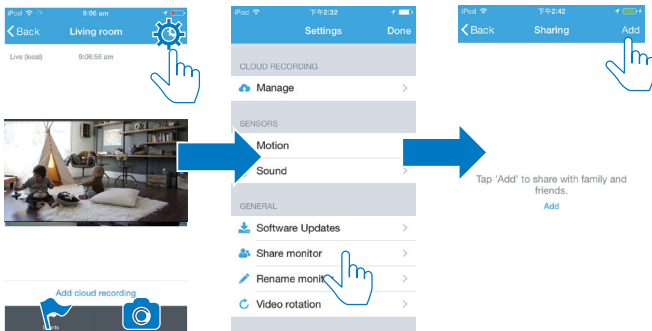 iPod 9:06 am
Back Living room
Live (local) 9:06:56 am
Add cloud recording
iPod 下午2:32
Settings Done
CLOUD RECORDING
Manage
SENSORS
Motion
Sound
GENERAL
Software Updates
Share monitor
Rename monitor
Video rotation
iPod 下午2:42
Back Sharing Add
Tap 'Add' to share with family and
friends.
Add